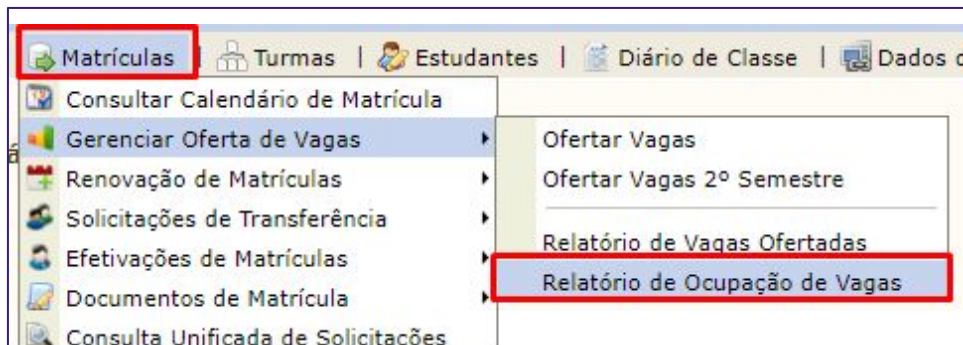 Matrículas | Turmas | Estudantes | Diário de Classe | Dados
Consultar Calendário de Matrícula
Gerenciar Oferta de Vagas
Renovação de Matrículas
Solicitações de Transferência
Efetivações de Matrículas
Documentos de Matrícula
Consulta Unificada de Solicitações
Ofertar Vagas
Ofertar Vagas 2º Semestre
Relatório de Vagas Ofertadas
Relatório de Ocupação de Vagas